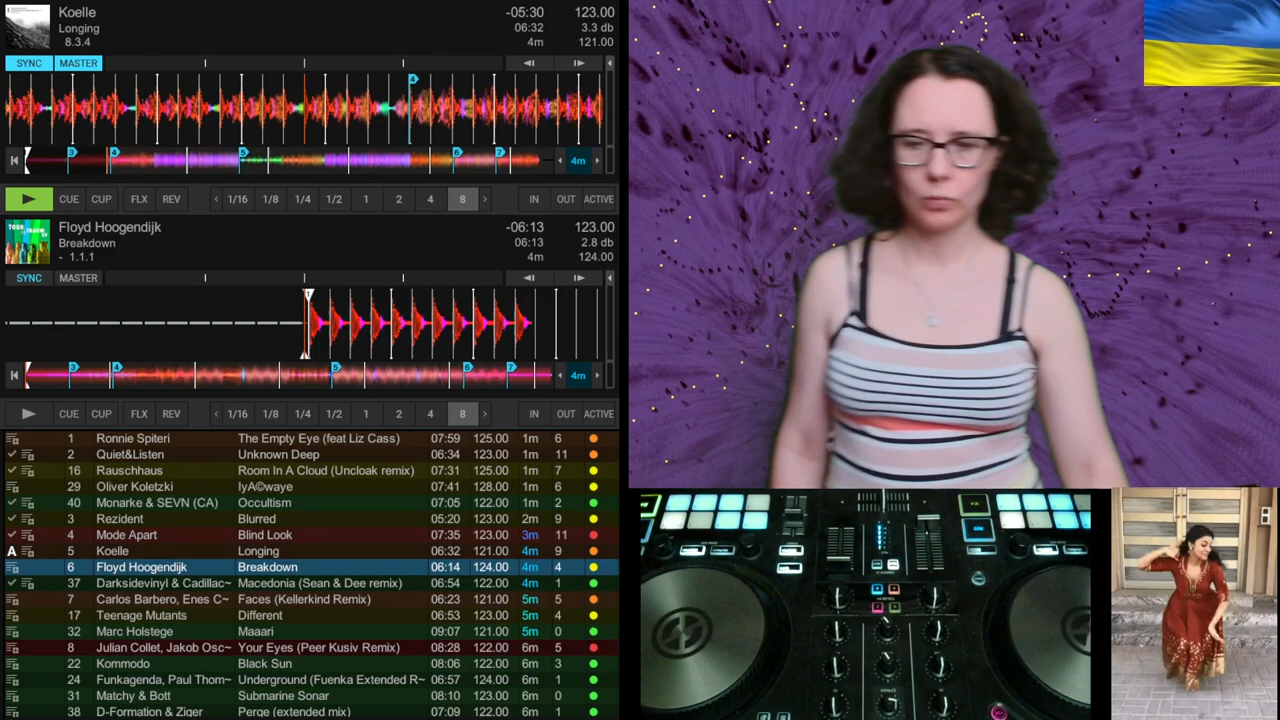 Koelle -05:30 123.00
Longing 06:32 3.3 db
8.3.4 4m 121.00
SYNC MASTER
4
3 4 5 6 7 4m
CUE CUP FLX REV 1/16 1/8 1/4 1/2 1 2 4 8 IN OUT ACTIVE
Floyd Hoogendijk -06:13 123.00
Breakdown 06:13 2.8 db
- 1.1.1 4m 124.00
SYNC MASTER
1
3 4 5 6 7 4m
CUE CUP FLX REV 1/16 1/8 1/4 1/2 1 2 4 8 IN OUT ACTIVE
1 Ronnie Spiteri The Empty Eye (feat Liz Cass) 07:59 125.00 1m 6
2 Quiet&Listen Unknown Deep 06:34 123.00 1m 11
16 Rauschhaus Room In A Cloud (Uncloak remix) 07:31 125.00 1m 7
29 Oliver Koletzki IyA©waye 07:41 128.00 1m 6
40 Monarke & SEVN (CA) Occultism 07:05 122.00 1m 2
3 Rezident Blurred 05:20 123.00 2m 9
4 Mode Apart Blind Look 07:35 123.00 3m 11
A 5 Koelle Longing 06:32 121.00 4m 9
6 Floyd Hoogendijk Breakdown 06:14 124.00 4m 4
37 Darksidevinyl & Cadillac~ Macedonia (Sean & Dee remix) 06:54 122.00 4m 1
7 Carlos Barbero, Enes C~ Faces (Kellerkind Remix) 06:23 121.00 5m 5
17 Teenage Mutants Different 06:53 123.00 5m 4
32 Marc Holstege Maaari 09:07 121.00 5m 0
8 Julian Collet, Jakob Osc~ Your Eyes (Peer Kusiv Remix) 08:28 122.00 6m 5
22 Kommodo Black Sun 08:06 122.00 6m 3
24 Funkagenda, Paul Thom~ Underground (Fuenka Extended R~ 06:57 124.00 6m 1
31 Matchy & Bott Submarine Sonar 08:10 123.00 6m 0
38 D-Formation & Ziger Perge (extended mix) 07:09 122.00 6m 1